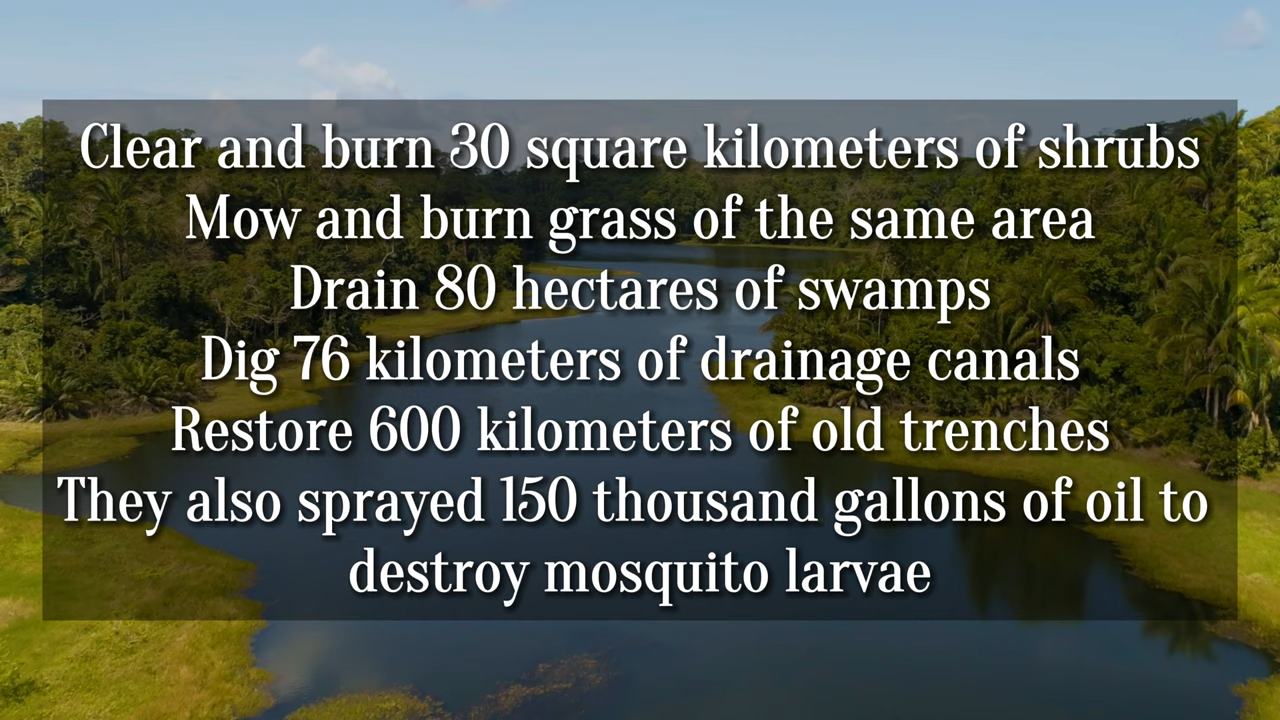 Clear and burn 30 square kilometers of shrubs
Mow and burn grass of the same area
Drain 80 hectares of swamps
Dig 76 kilometers of drainage canals
Restore 600 kilometers of old trenches
They also sprayed 150 thousand gallons of oil to
destroy mosquito larvae